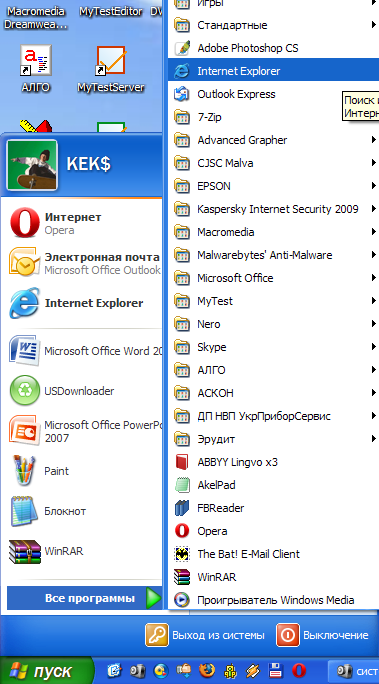 Macromedia
Dreamwea...
MyTestEditor
АЛГО
MyTestServer
KEK$
Интернет
Opera
Электронная почта
Microsoft Office Outlook
Internet Explorer
Microsoft Office Word 20
USDownloader
Microsoft Office PowerPo
2007
Paint
Блокнот
WinRAR
Все программы
Игры
Стандартные
Adobe Photoshop CS
Internet Explorer
Outlook Express
7-Zip
Advanced Grapher
CJSC Malva
EPSON
Kaspersky Internet Security 2009
Macromedia
Malwarebytes' Anti-Malware
Microsoft Office
MyTest
Nero
Skype
АЛГО
АСКОН
ДП НВП УкрПриборСервис
Эрудит
ABBYY Lingvo x3
AkelPad
FBReader
Opera
The Bat! E-Mail Client
WinRAR
Проигрыватель Windows Media
Поиск и
Интерн
Выход из системы
Выключение
пуск
сист